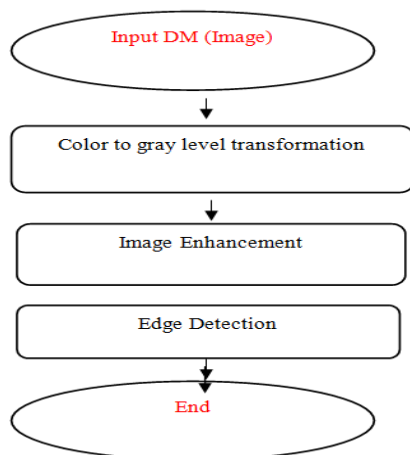 Input DM (Image)
Color to gray level transformation
Image Enhancement
Edge Detection
End